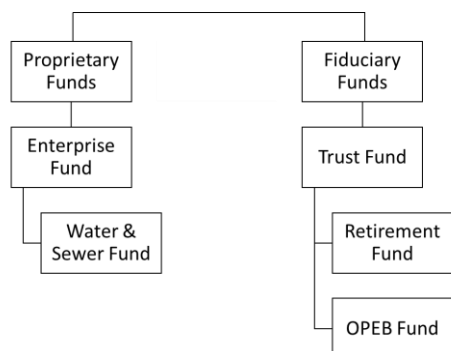 Proprietary
Funds
Fiduciary
Funds
Enterprise
Fund
Trust Fund
Water &
Sewer Fund
Retirement
Fund
OPEB Fund